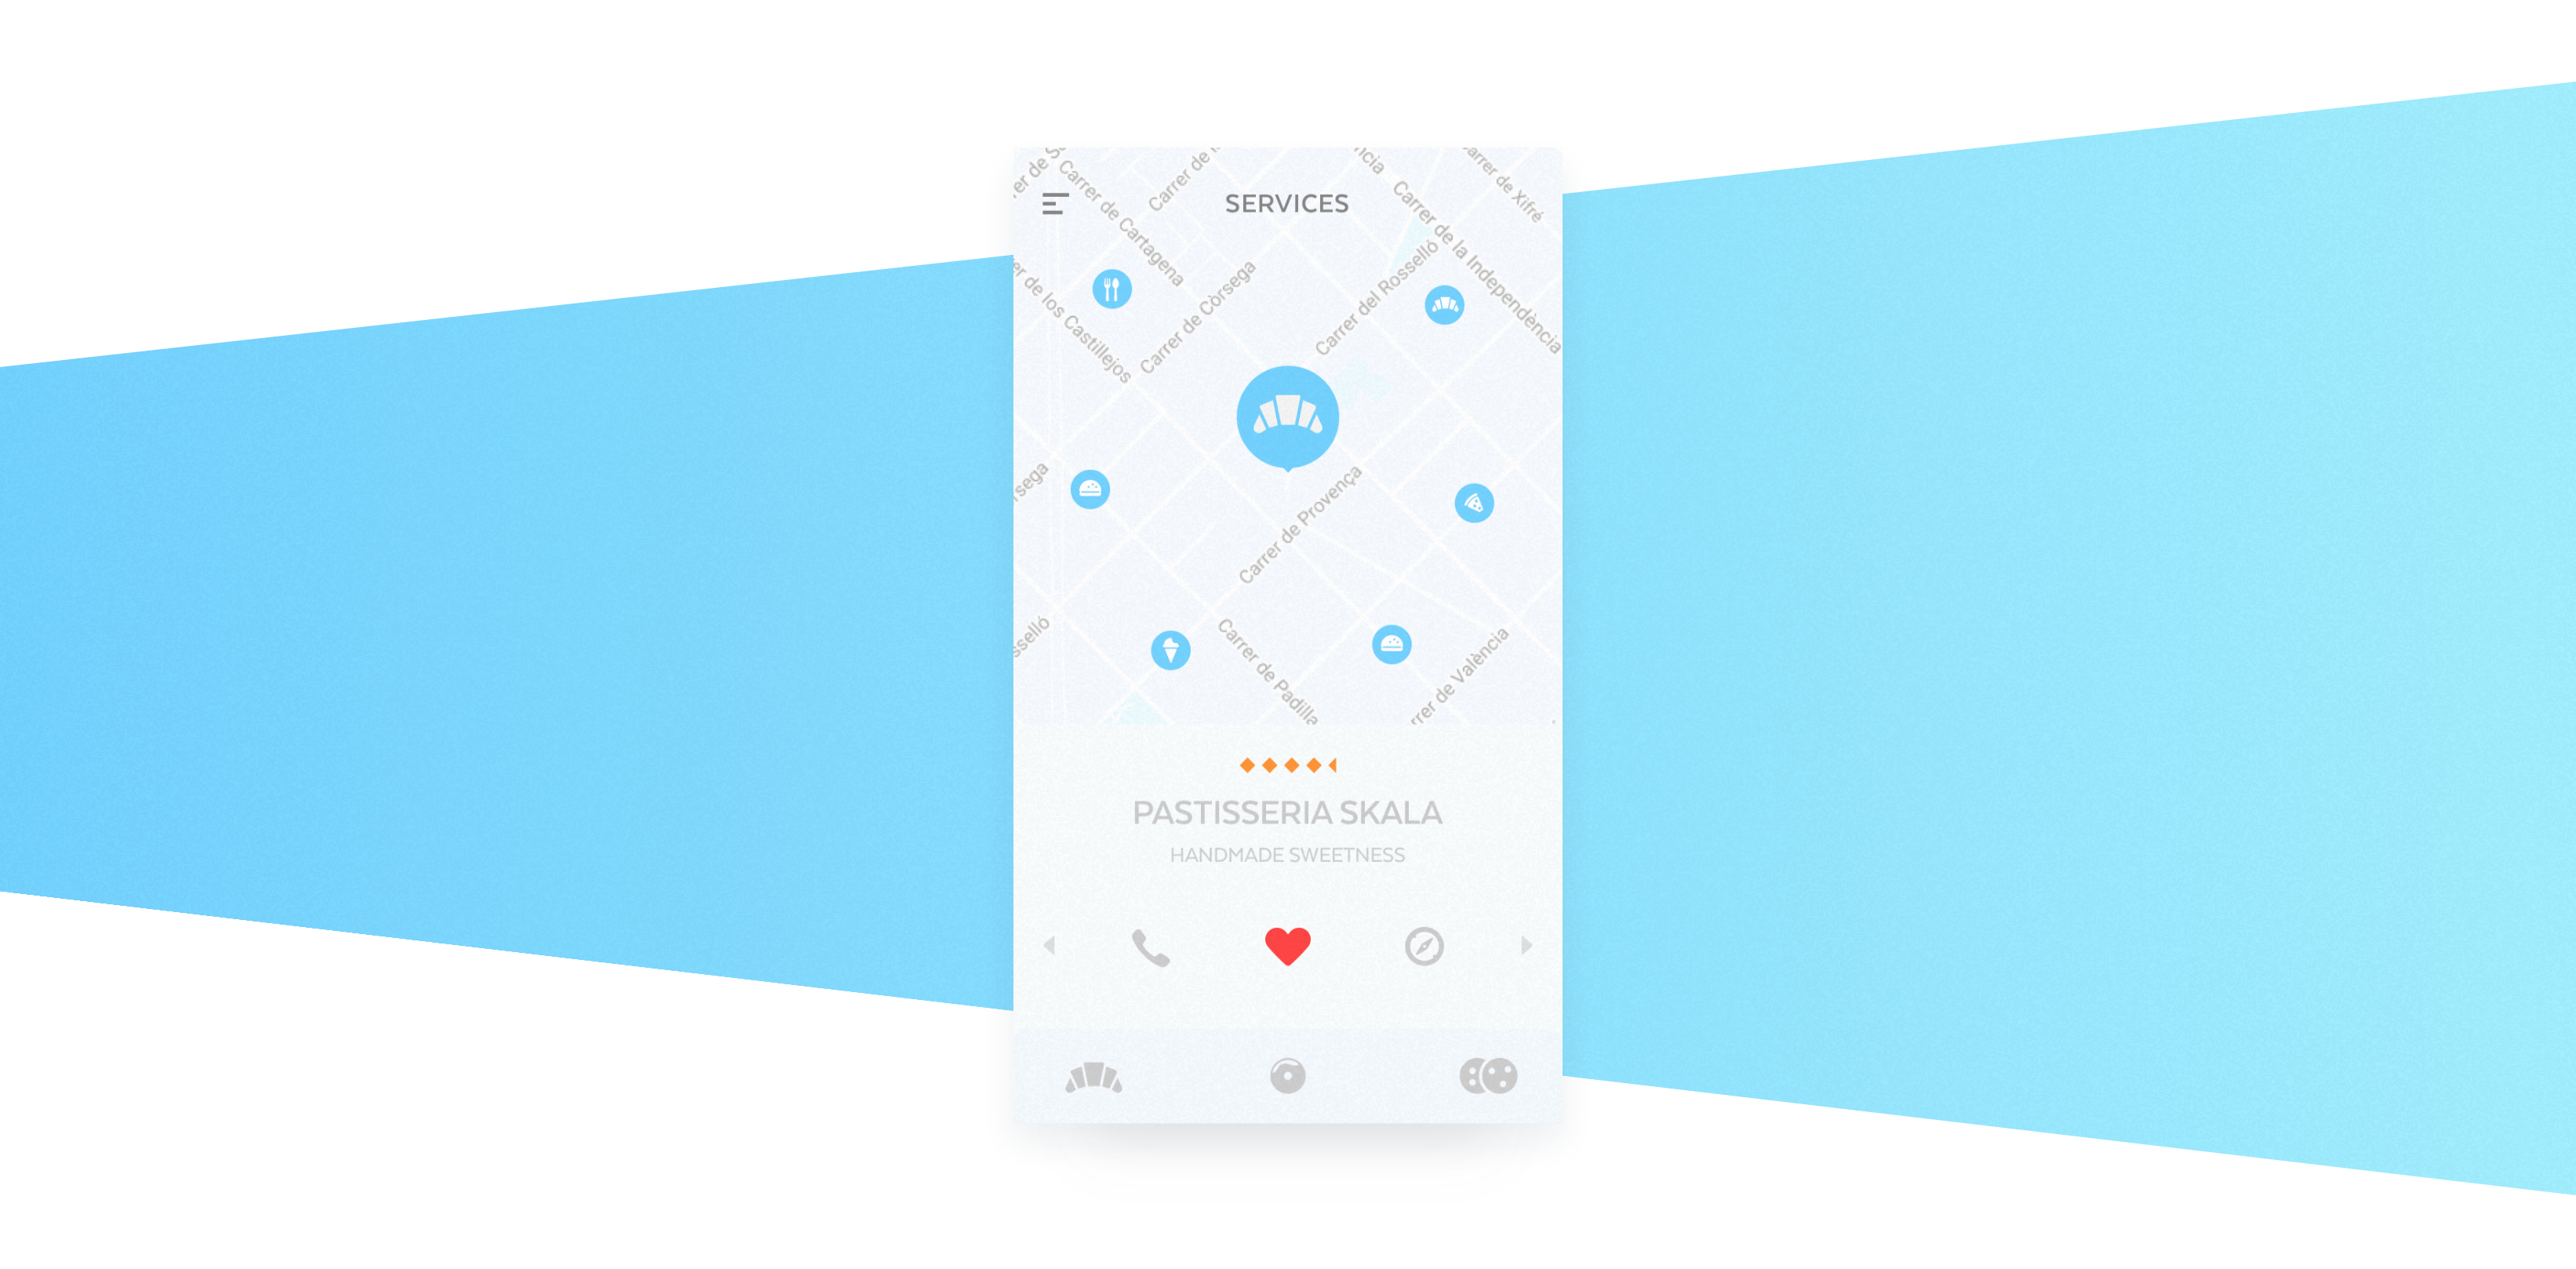 er de S
Carrer de Cartagena
Carrer de
ncia
Carrer de la Independència
arrer de Xifré
SERVICES
er de los Castillejos
Carrer de Còrsega
Carrer del Rosselló
rsega
Carrer de Provença
sselló
Carrer de Padilla
rrer de València
PASTISSERIA SKALA
HANDMADE SWEETNESS